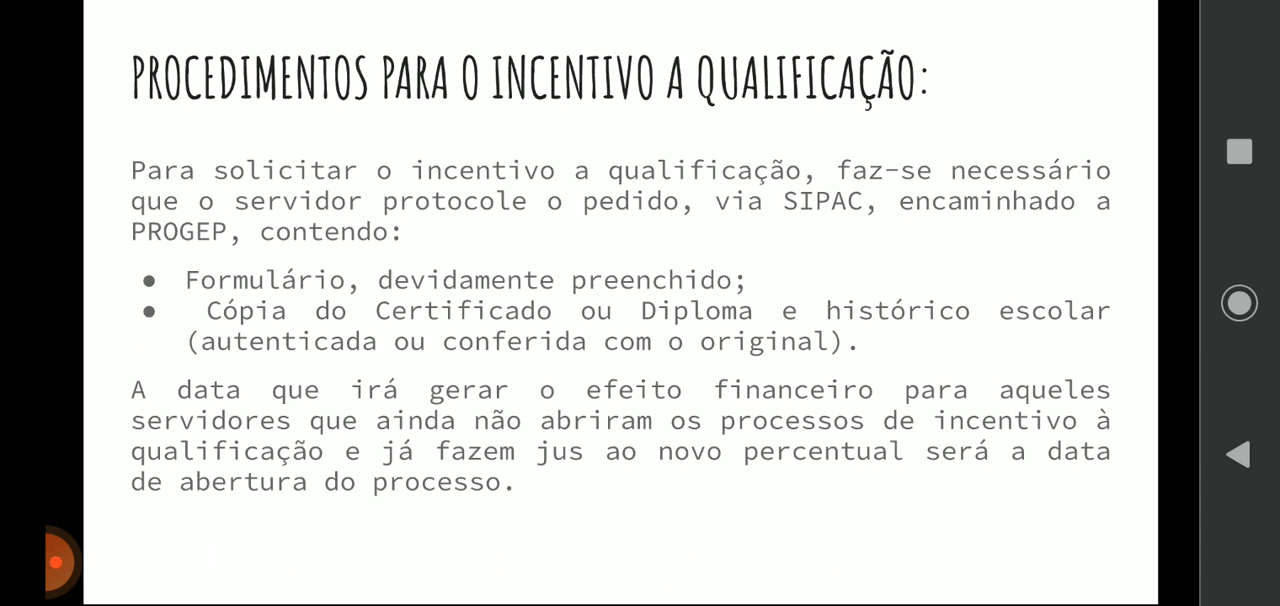 PROCEDIMENTOS PARA O INCENTIVO A QUALIFICAÇÃO:
Para solicitar o incentivo a qualificação, faz-se necessário
que o servidor protocole o pedido, via SIPAC, encaminhado a
PROGEP, contendo:
● Formulário, devidamente preenchido;
● Cópia do Certificado ou Diploma e histórico escolar
(autenticada ou conferida com o original).
A data que irá gerar o efeito financeiro para aqueles
servidores que ainda não abriram os processos de incentivo à
qualificação e já fazem jus ao novo percentual será a data
de abertura do processo.